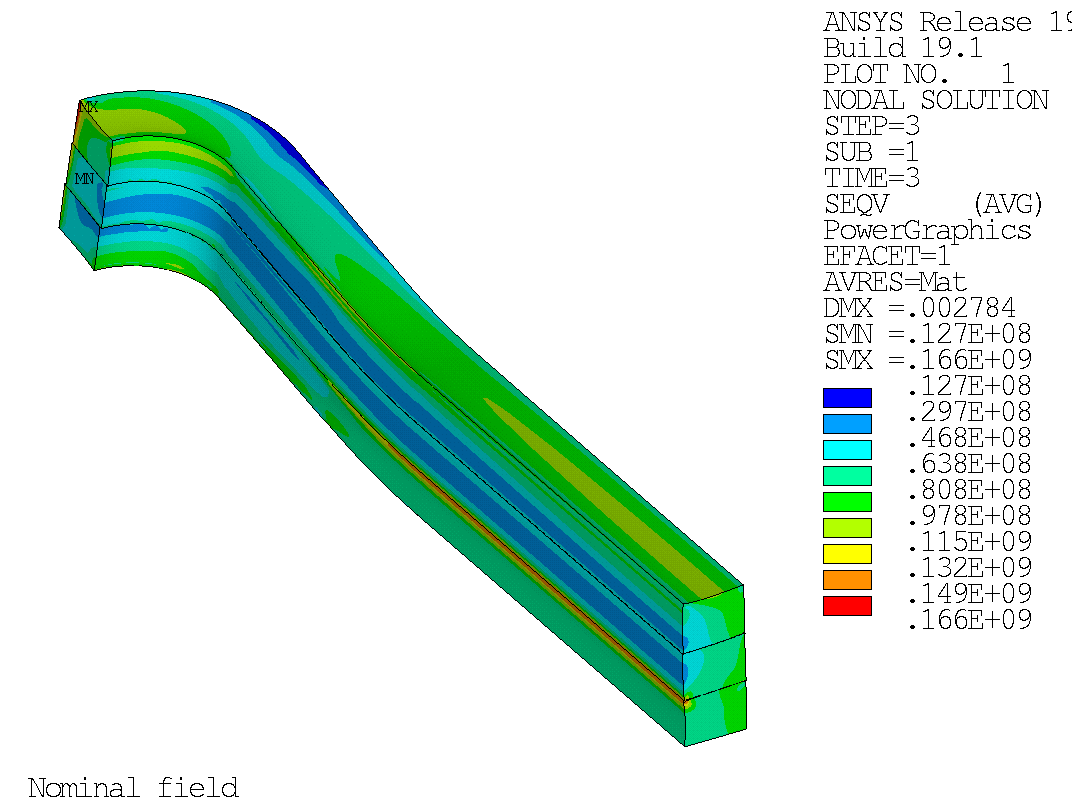 ANSYS Release 19
Build 19.1
PLOT NO. 1
NODAL SOLUTION
STEP=3
SUB =1
TIME=3
SEQV (AVG)
PowerGraphics
EFACET=1
AVRES=Mat
DMX =.002784
SMN =.127E+08
SMX =.166E+09
.127E+08
.297E+08
.468E+08
.638E+08
.808E+08
.978E+08
.115E+09
.132E+09
.149E+09
.166E+09
MX
MN
Nominal field